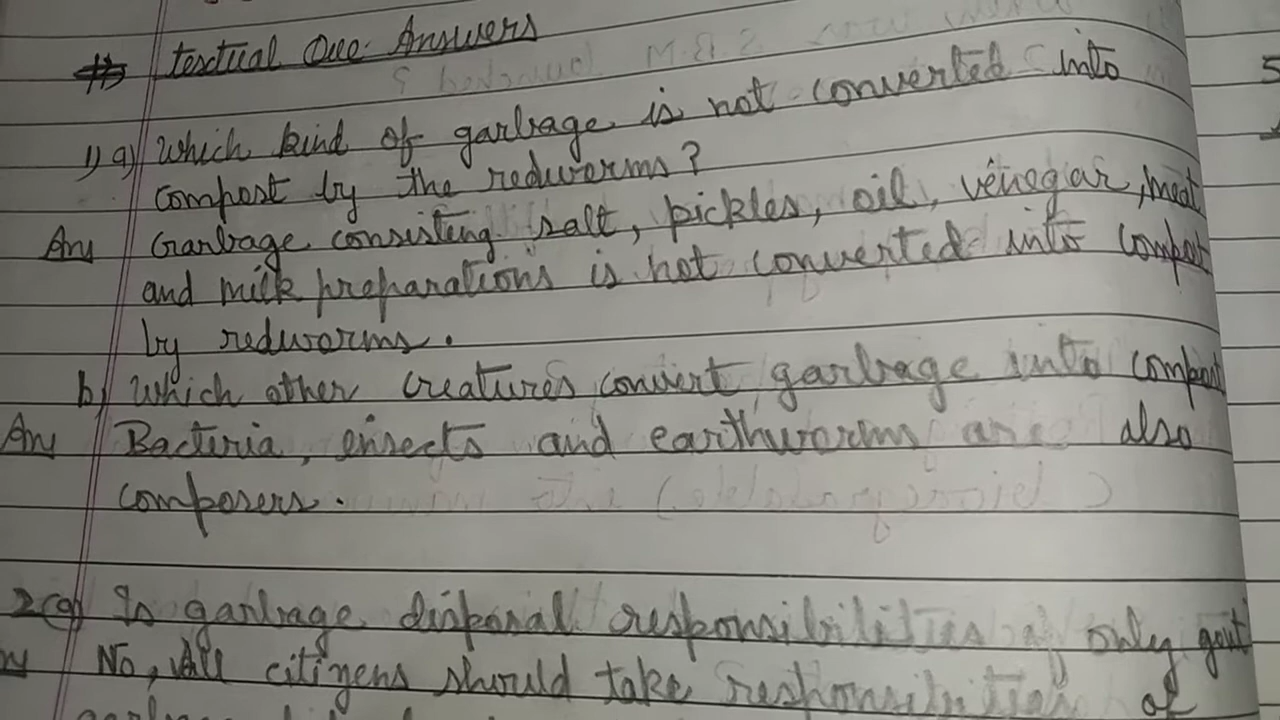 # textual Que. Answers
1) a) Which kind of garbage is not converted into
compost by the redworms?
Ans Garbage consisting salt, pickles, oil, vinegar, meat
and milk preparations is not converted into compost
by redworms.
b) Which other creatures convert garbage into compost
Ans Bacteria, insects and earthworms are also
composers.
2(a) Is garbage disposal responsibilities of only govt
No, All citizens should take responsibilities of
5